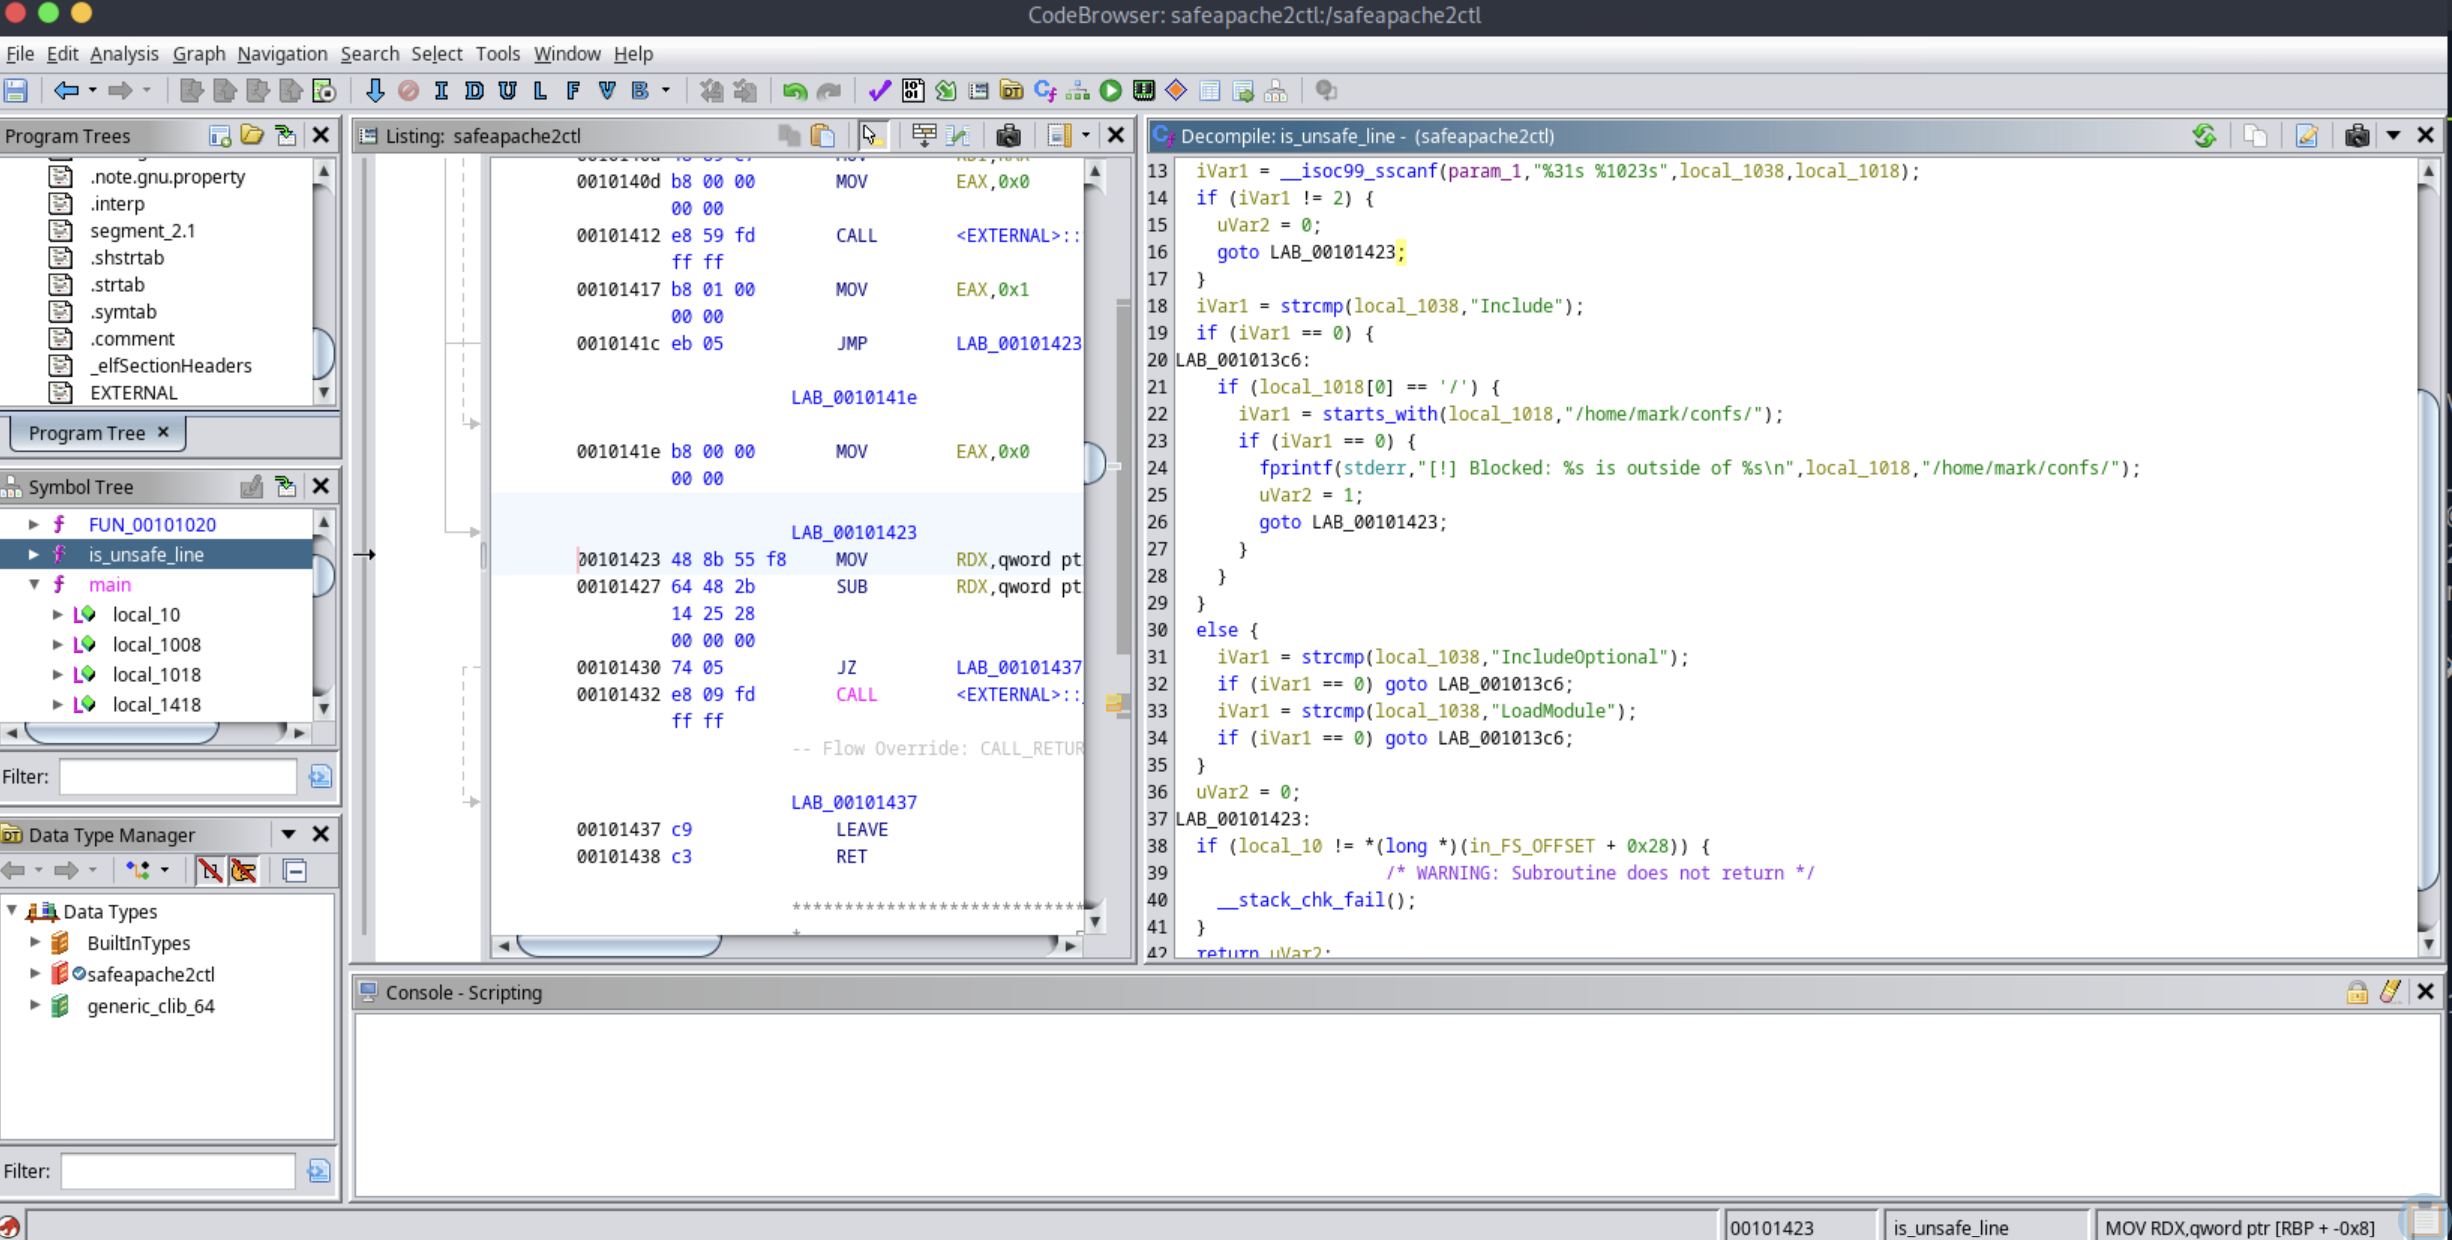 CodeBrowser: safeapache2ctl:/safeapache2ctl
File Edit Analysis Graph Navigation Search Select Tools Window Help
I D U L F V B
Program Trees
.note.gnu.property
.interp
segment_2.1
.shstrtab
.strtab
.symtab
.comment
_elfSectionHeaders
EXTERNAL
Program Tree
Symbol Tree
f FUN_00101020
f is_unsafe_line
f main
L local_10
L local_1008
L local_1018
L local_1418
Filter:
Data Type Manager
Data Types
BuiltInTypes
safeapache2ctl
generic_clib_64
Filter:
Listing: safeapache2ctl
0010140d b8 00 00 MOV EAX,0x0
00 00
00101412 e8 59 fd CALL <EXTERNAL>::
ff ff
00101417 b8 01 00 MOV EAX,0x1
00 00
0010141c eb 05 JMP LAB_00101423
LAB_0010141e
0010141e b8 00 00 MOV EAX,0x0
00 00
LAB_00101423
00101423 48 8b 55 f8 MOV RDX,qword pt
00101427 64 48 2b SUB RDX,qword pt
14 25 28
00 00 00
00101430 74 05 JZ LAB_00101437
00101432 e8 09 fd CALL <EXTERNAL>::
ff ff
-- Flow Override: CALL_RETUR
LAB_00101437
00101437 c9 LEAVE
00101438 c3 RET
****************************
*
Decompile: is_unsafe_line - (safeapache2ctl)
13 iVar1 = __isoc99_sscanf(param_1,"%31s %1023s",local_1038,local_1018);
14 if (iVar1 != 2) {
15 uVar2 = 0;
16 goto LAB_00101423;
17 }
18 iVar1 = strcmp(local_1038,"Include");
19 if (iVar1 == 0) {
20 LAB_001013c6:
21 if (local_1018[0] == '/') {
22 iVar1 = starts_with(local_1018,"/home/mark/confs/");
23 if (iVar1 == 0) {
24 fprintf(stderr,"[!] Blocked: %s is outside of %s\n",local_1018,"/home/mark/confs/");
25 uVar2 = 1;
26 goto LAB_00101423;
27 }
28 }
29 }
30 else {
31 iVar1 = strcmp(local_1038,"IncludeOptional");
32 if (iVar1 == 0) goto LAB_001013c6;
33 iVar1 = strcmp(local_1038,"LoadModule");
34 if (iVar1 == 0) goto LAB_001013c6;
35 }
36 uVar2 = 0;
37 LAB_00101423:
38 if (local_10 != *(long *)(in_FS_OFFSET + 0x28)) {
39 /* WARNING: Subroutine does not return */
40 __stack_chk_fail();
41 }
42 return uVar2;
Console - Scripting
00101423 is_unsafe_line MOV RDX,qword ptr [RBP + -0x8]